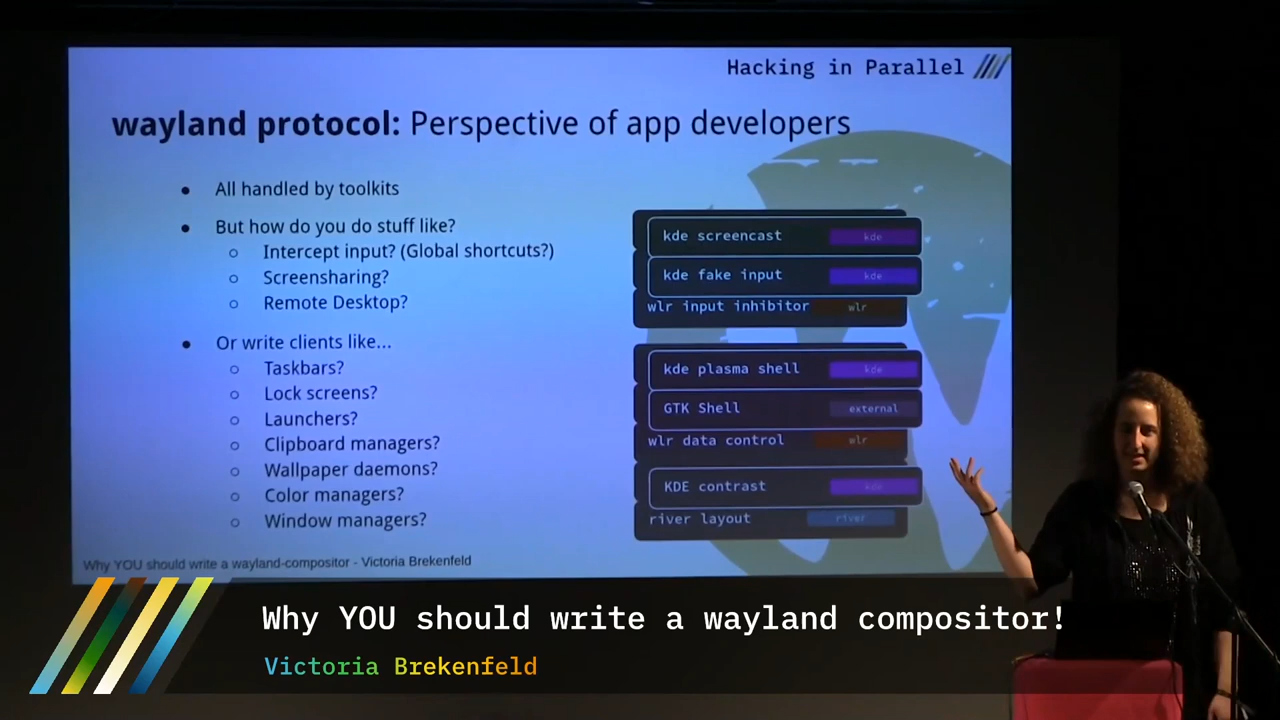 Hacking in Parallel
wayland protocol: Perspective of app developers
All handled by toolkits
But how do you do stuff like?
Intercept input? (Global shortcuts?)
Screensharing?
Remote Desktop?
Or write clients like...
Taskbars?
Lock screens?
Launchers?
Clipboard managers?
Wallpaper daemons?
Color managers?
Window managers?
kde screencast kde
kde fake input kde
wlr input inhibitor wlr
kde plasma shell kde
GTK Shell external
wlr data control wlr
KDE contrast kde
river layout river
Why YOU should write a wayland-compositor - Victoria Brekenfeld
Why YOU should write a wayland compositor!
Victoria Brekenfeld